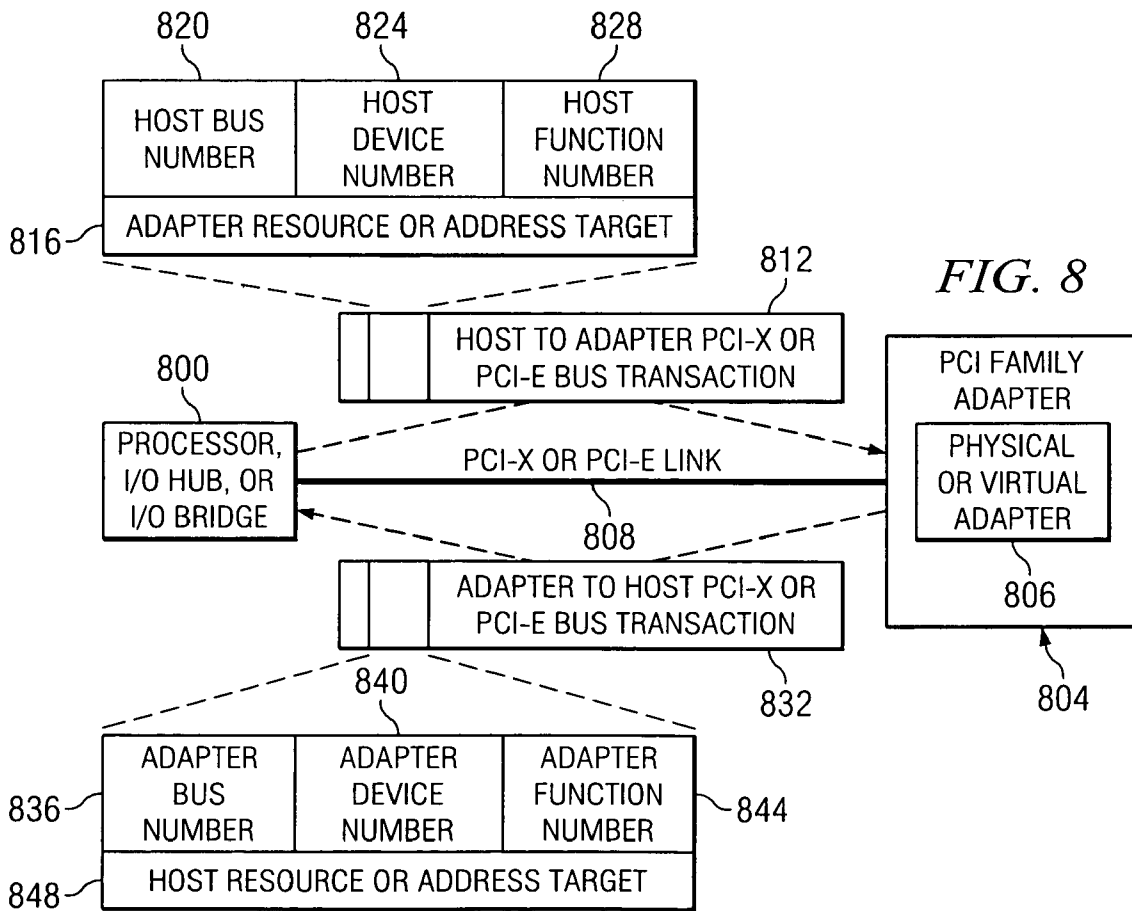 820
824
828
HOST BUS
NUMBER
HOST
DEVICE
NUMBER
HOST
FUNCTION
NUMBER
816
ADAPTER RESOURCE OR ADDRESS TARGET
812
FIG. 8
HOST TO ADAPTER PCI-X OR
PCI-E BUS TRANSACTION
800
PROCESSOR,
I/O HUB, OR
I/O BRIDGE
PCI-X OR PCI-E LINK
808
PCI FAMILY
ADAPTER
PHYSICAL
OR VIRTUAL
ADAPTER
806
804
ADAPTER TO HOST PCI-X OR
PCI-E BUS TRANSACTION
832
840
836
ADAPTER
BUS
NUMBER
ADAPTER
DEVICE
NUMBER
ADAPTER
FUNCTION
NUMBER
844
848
HOST RESOURCE OR ADDRESS TARGET